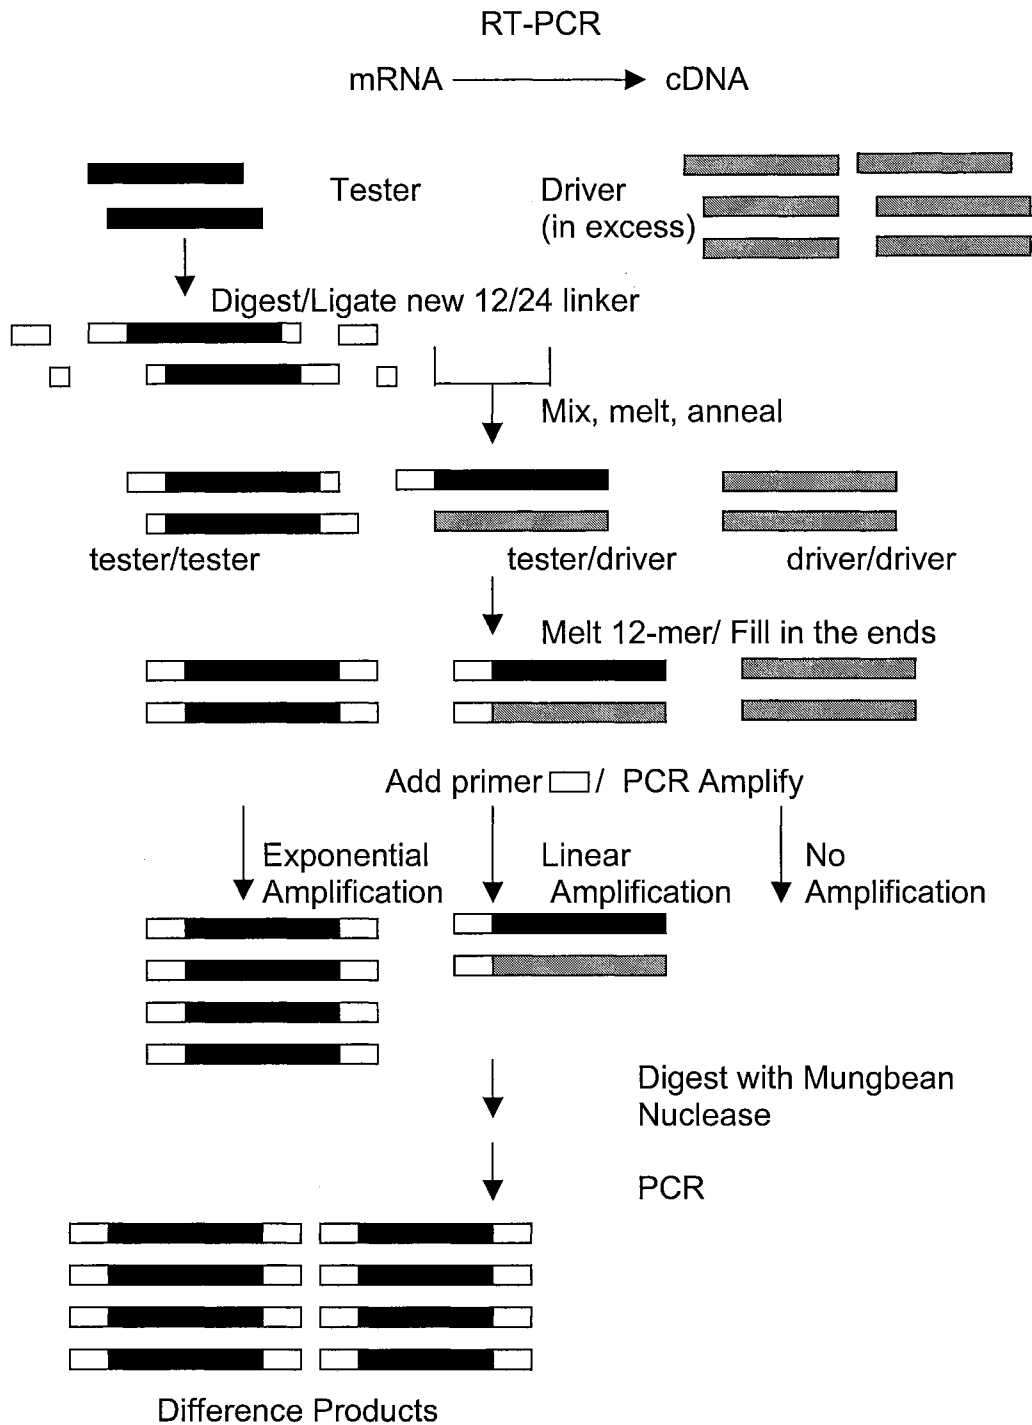 RT-PCR
mRNA
cDNA
Tester
Driver
(in excess)
Digest/Ligate new 12/24 linker
Mix, melt, anneal
tester/tester
tester/driver
driver/driver
Melt 12-mer/ Fill in the ends
Add primer / PCR Amplify
Exponential
Amplification
Linear
Amplification
No
Amplification
Digest with Mungbean
Nuclease
PCR
Difference Products